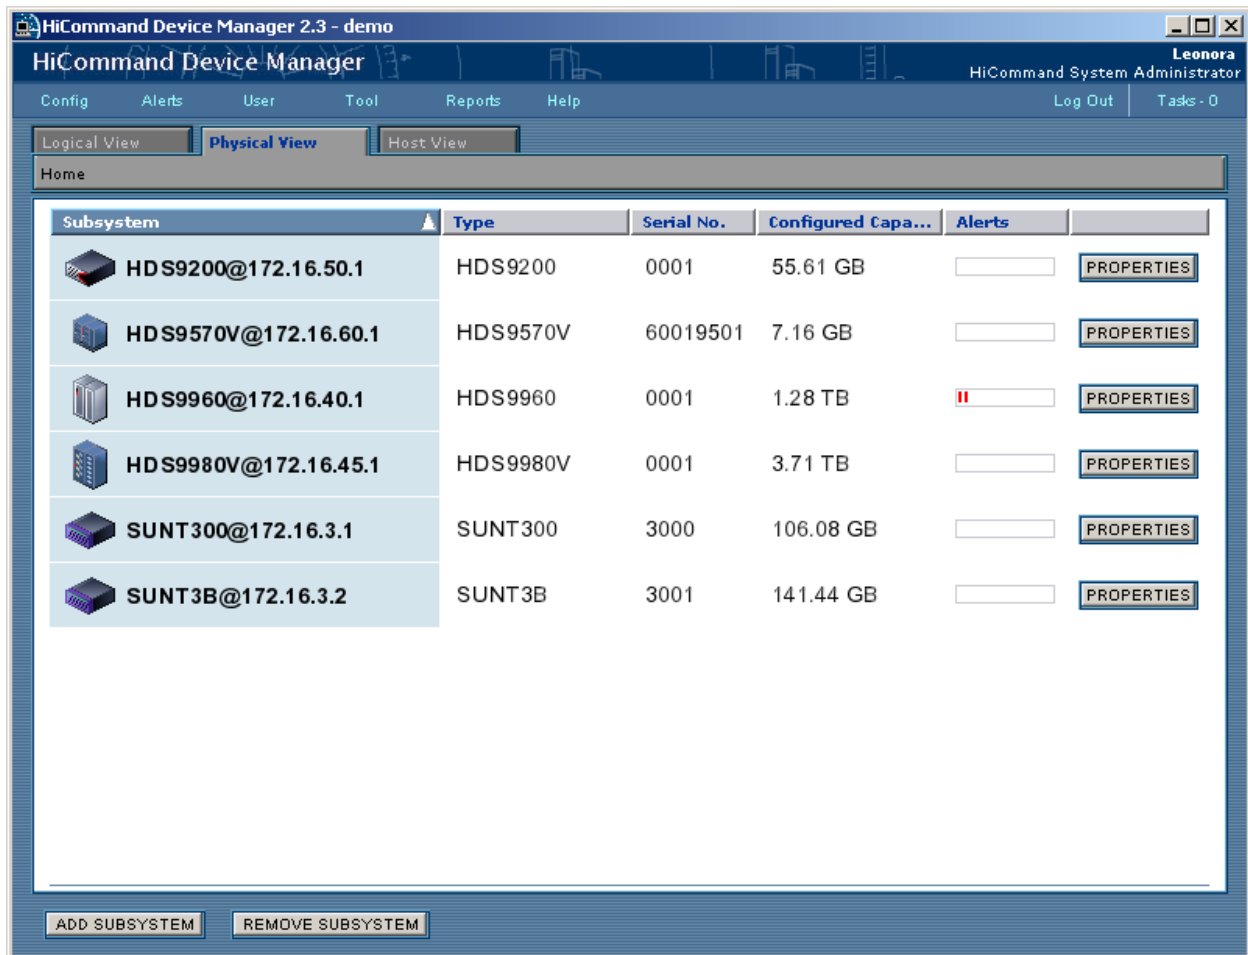 HiCommand Device Manager 2.3 - demo
HiCommand Device Manager
Leonora
HiCommand System Administrator
Config Alerts User Tool Reports Help Log Out Tasks - 0
Logical View Physical View Host View
Home
Subsystem Type Serial No. Configured Capa... Alerts
HDS9200@172.16.50.1 HDS9200 0001 55.61 GB PROPERTIES
HDS9570V@172.16.60.1 HDS9570V 60019501 7.16 GB PROPERTIES
HDS9960@172.16.40.1 HDS9960 0001 1.28 TB PROPERTIES
HDS9980V@172.16.45.1 HDS9980V 0001 3.71 TB PROPERTIES
SUNT300@172.16.3.1 SUNT300 3000 106.08 GB PROPERTIES
SUNT3B@172.16.3.2 SUNT3B 3001 141.44 GB PROPERTIES
ADD SUBSYSTEM REMOVE SUBSYSTEM